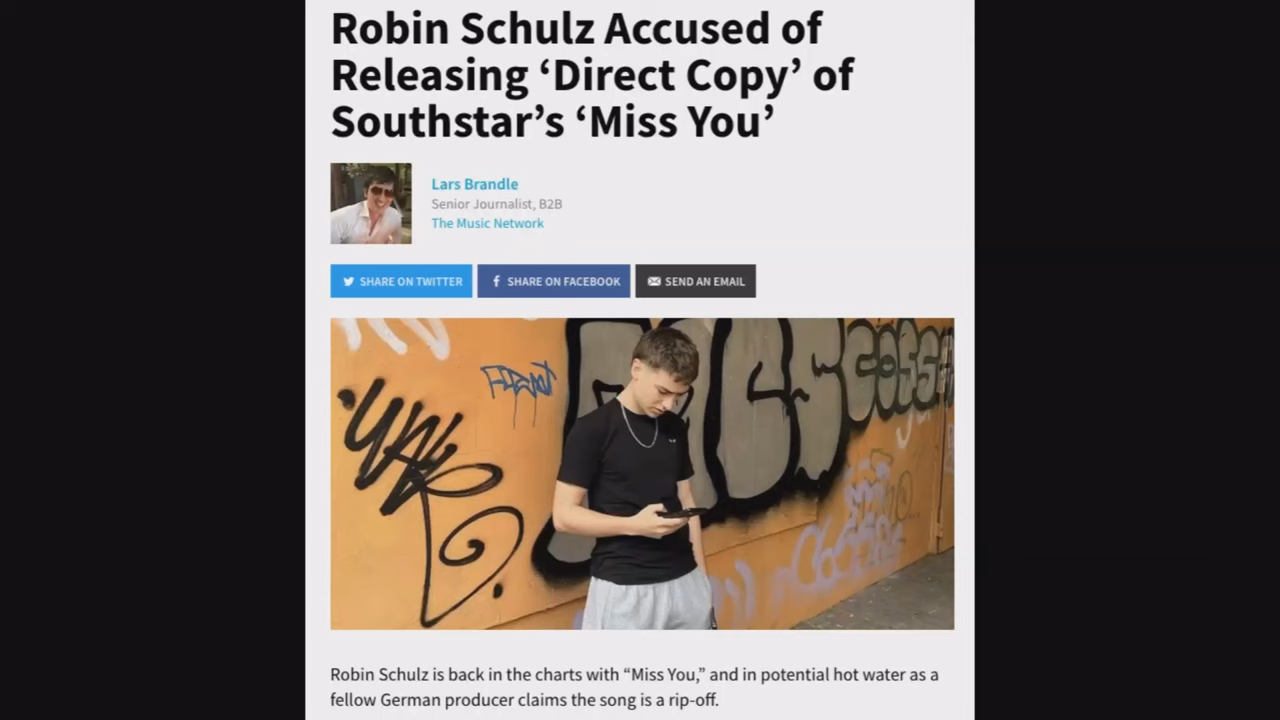 Robin Schulz Accused of
Releasing ‘Direct Copy’ of
Southstar’s ‘Miss You’
Lars Brandle
Senior Journalist, B2B
The Music Network
SHARE ON TWITTER
SHARE ON FACEBOOK
SEND AN EMAIL
Robin Schulz is back in the charts with “Miss You,” and in potential hot water as a
fellow German producer claims the song is a rip-off.